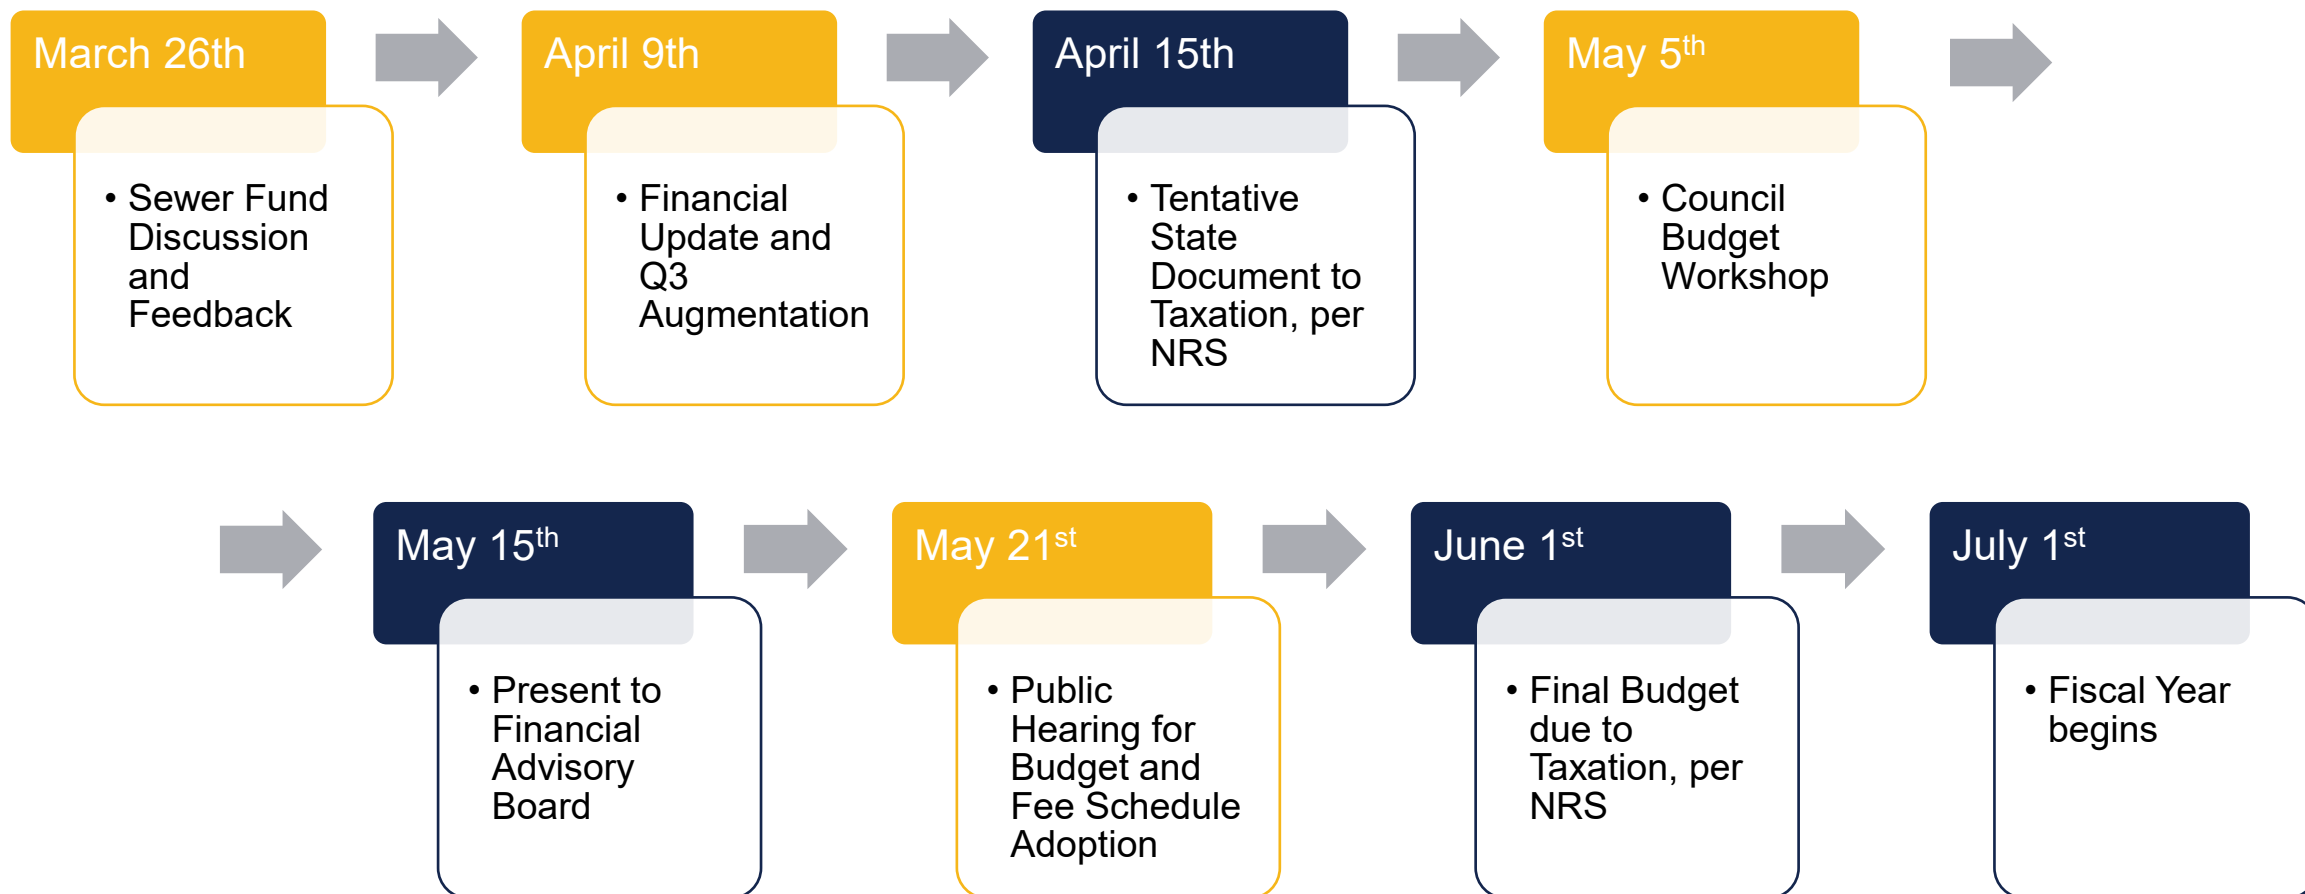 March 26th
• Sewer Fund
Discussion
and
Feedback
April 9th
• Financial
Update and
Q3
Augmentation
April 15th
• Tentative
State
Document to
Taxation, per
NRS
May 5th
• Council
Budget
Workshop
May 15th
• Present to
Financial
Advisory
Board
May 21st
• Public
Hearing for
Budget and
Fee Schedule
Adoption
June 1st
• Final Budget
due to
Taxation, per
NRS
July 1st
• Fiscal Year
begins